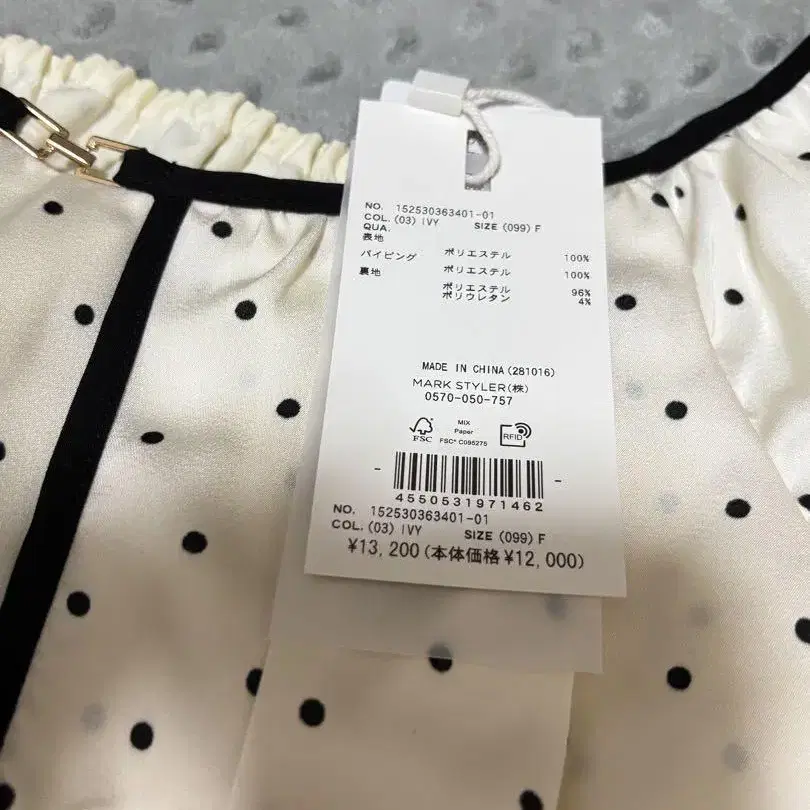 NO. 152530363401-01
COL. (03) IVY SIZE (099) F
QUA.
表地 ポリエステル 100%
パイピング ポリエステル 100%
裏地 ポリエステル 96%
ポリウレタン 4%
MADE IN CHINA (281016)
MARK STYLER(株)
0570-050-757
FSC
MIX
Paper
FSC® C095275
RFID
4550531971462
NO. 152530363401-01
COL. (03) IVY SIZE (099) F
¥13,200(本体価格¥12,000)